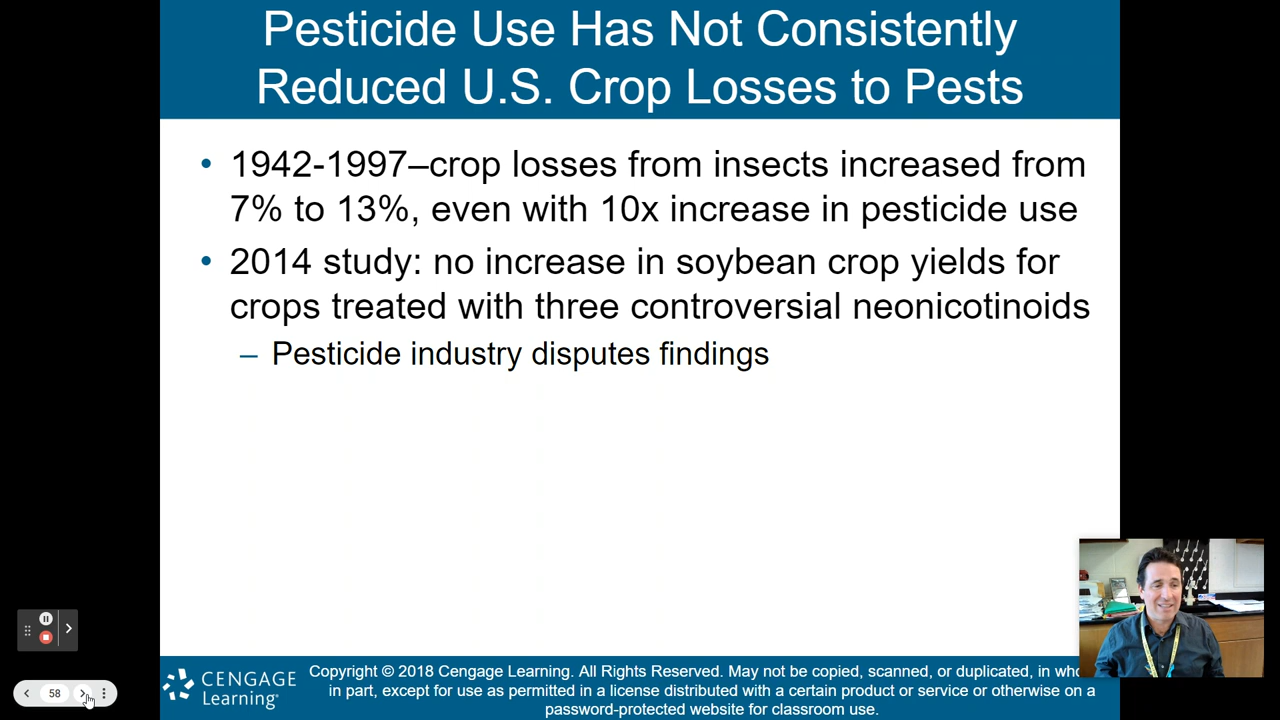 Pesticide Use Has Not Consistently
Reduced U.S. Crop Losses to Pests
• 1942-1997–crop losses from insects increased from
7% to 13%, even with 10x increase in pesticide use
• 2014 study: no increase in soybean crop yields for
crops treated with three controversial neonicotinoids
– Pesticide industry disputes findings
58
CENGAGE
Learning
Copyright © 2018 Cengage Learning. All Rights Reserved. May not be copied, scanned, or duplicated, in
in part, except for use as permitted in a license distributed with a certain product or service or otherwise on a
password-protected website for classroom use.